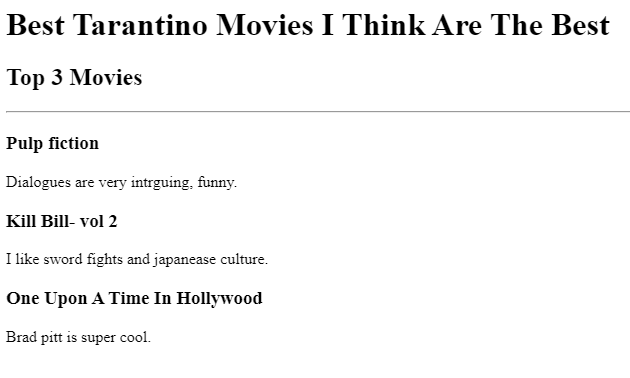 Best Tarantino Movies I Think Are The Best
Top 3 Movies
Pulp fiction
Dialogues are very intrguing, funny.
Kill Bill- vol 2
I like sword fights and japanease culture.
One Upon A Time In Hollywood
Brad pitt is super cool.